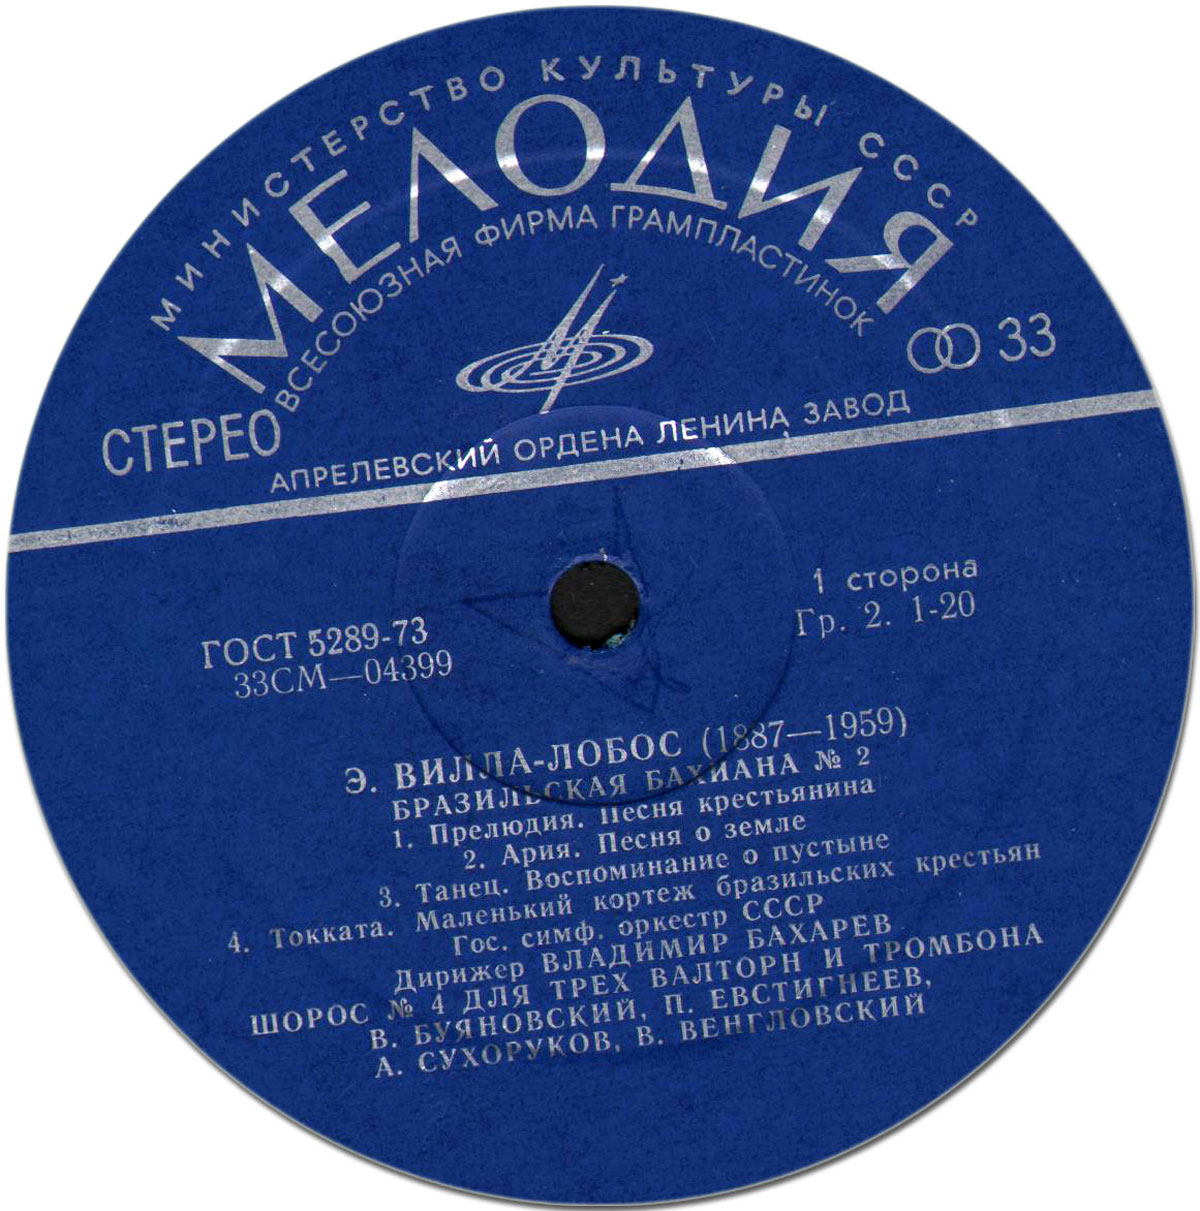 МИНИСТЕРСТВО КУЛЬТУРЫ СССР
МЕЛОДИЯ
ВСЕСОЮЗНАЯ ФИРМА ГРАМПЛАСТИНОК
СТЕРЕО
33
АПРЕЛЕВСКИЙ ОРДЕНА ЛЕНИНА ЗАВОД
ГОСТ 5289-73
33СМ—04399
1 сторона
Гр. 2. 1-20
Э. ВИЛЛА-ЛОБОС (1887—1959)
БРАЗИЛЬСКАЯ БАХИАНА № 2
1. Прелюдия. Песня крестьянина
2. Ария. Песня о земле
3. Танец. Воспоминание о пустыне
4. Токката. Маленький кортеж бразильских крестьян
Гос. симф. оркестр СССР
Дирижер ВЛАДИМИР БАХАРЕВ
ШОРОС № 4 ДЛЯ ТРЕХ ВАЛТОРН И ТРОМБОНА
В. БУЯНОВСКИЙ, П. ЕВСТИГНЕЕВ,
А. СУХОРУКОВ, В. ВЕНГЛОВСКИЙ